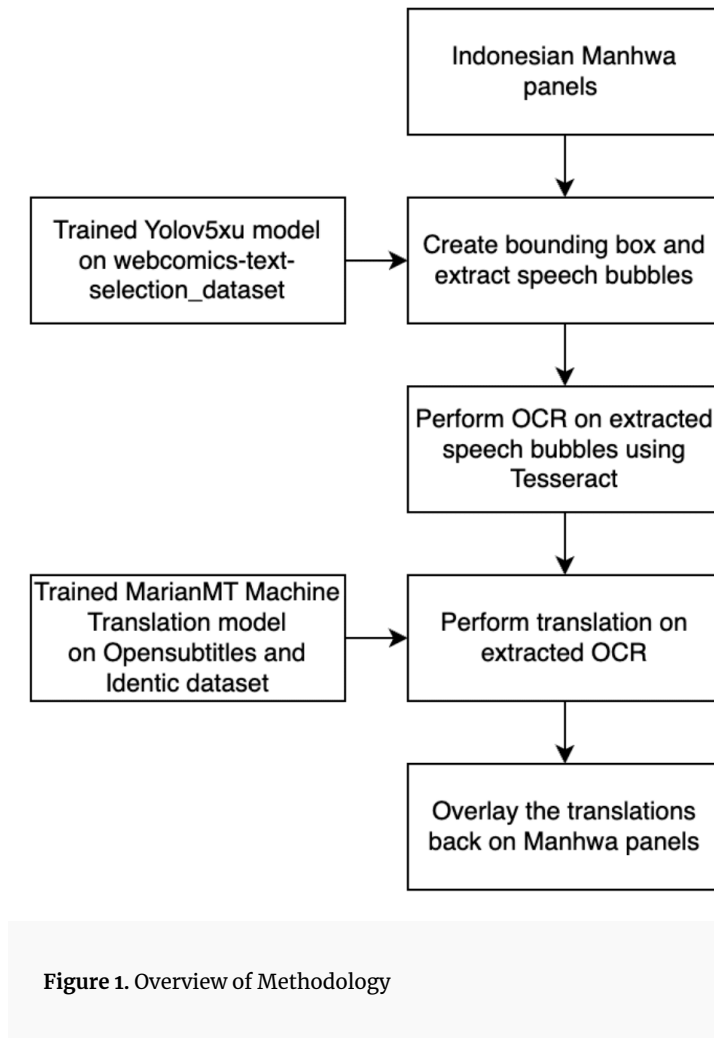 Indonesian Manhwa
panels
Trained Yolov5xu model
on webcomics-text-
selection_dataset
Create bounding box and
extract speech bubbles
Perform OCR on extracted
speech bubbles using
Tesseract
Trained MarianMT Machine
Translation model
on Opensubtitles and
Identic dataset
Perform translation on
extracted OCR
Overlay the translations
back on Manhwa panels
Figure 1. Overview of Methodology